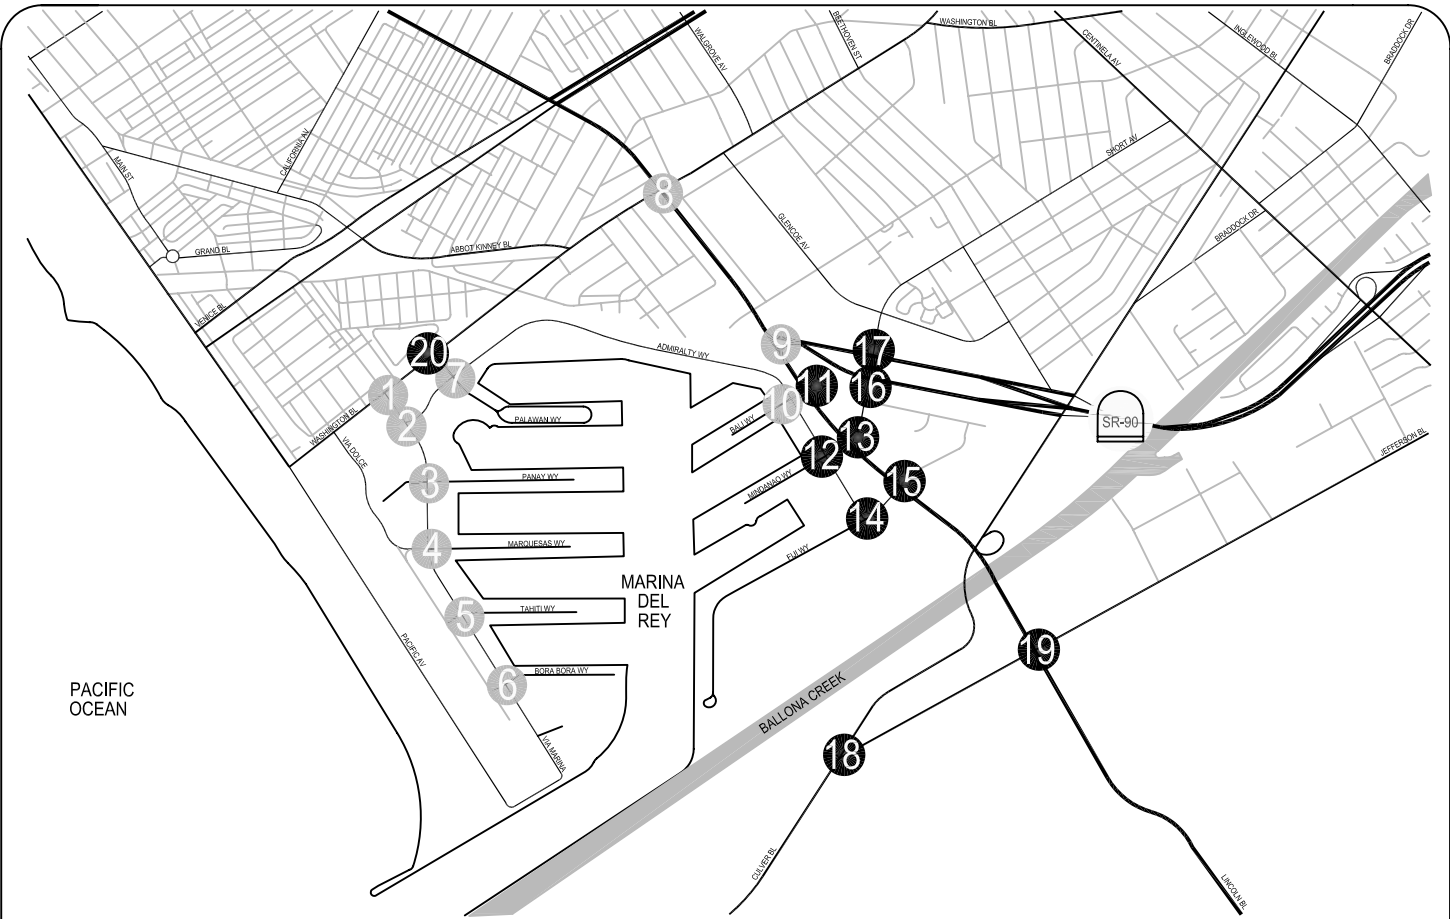 WASHINGTON BL
WALGROVE AV
BEETHOVEN ST
CENTINELA AV
INGLEWOOD BL
BRADDOCK DR
MAIN ST
CALIFORNIA AV
SHORT AV
8
GLENCOE AV
BRADDOCK DR
GRAND BL
ABBOT KINNEY BL
VENICE BL
20
7
ADMIRALTY WY
9
17
1
11
16
2
10
WASHINGTON BL
PALAWAN WY
BALI WY
13
SR-90
VIA DOLCE
12
JEFFERSON BL
3
PANAY WY
MINDANAO WY
15
14
4
MARQUESAS WY
FIJI WY
MARINA
DEL
REY
5
TAHITI WY
PACIFIC AV
19
6
BORA BORA WY
PACIFIC
OCEAN
BALLONA CREEK
VIA MARINA
18
CULVER BL
LINCOLN BL